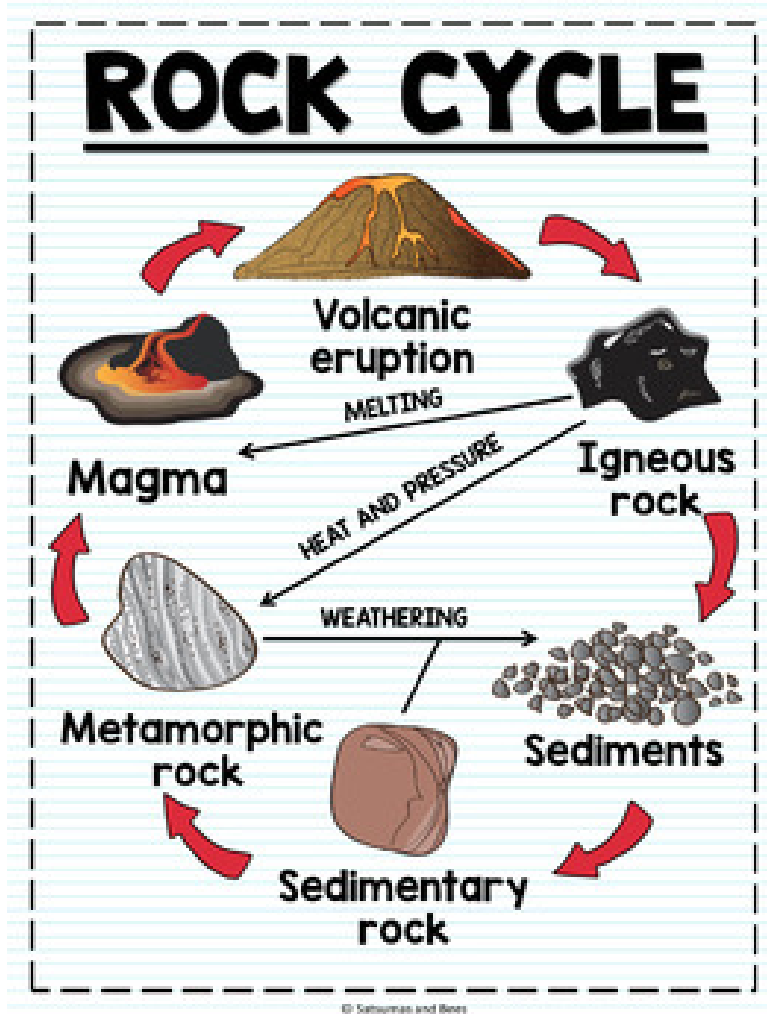 ROCK CYCLE
Volcanic
eruption
MELTING
Magma
Igneous
rock
HEAT AND PRESSURE
WEATHERING
Metamorphic
rock
Sediments
Sedimentary
rock
© Satsumas and Bees